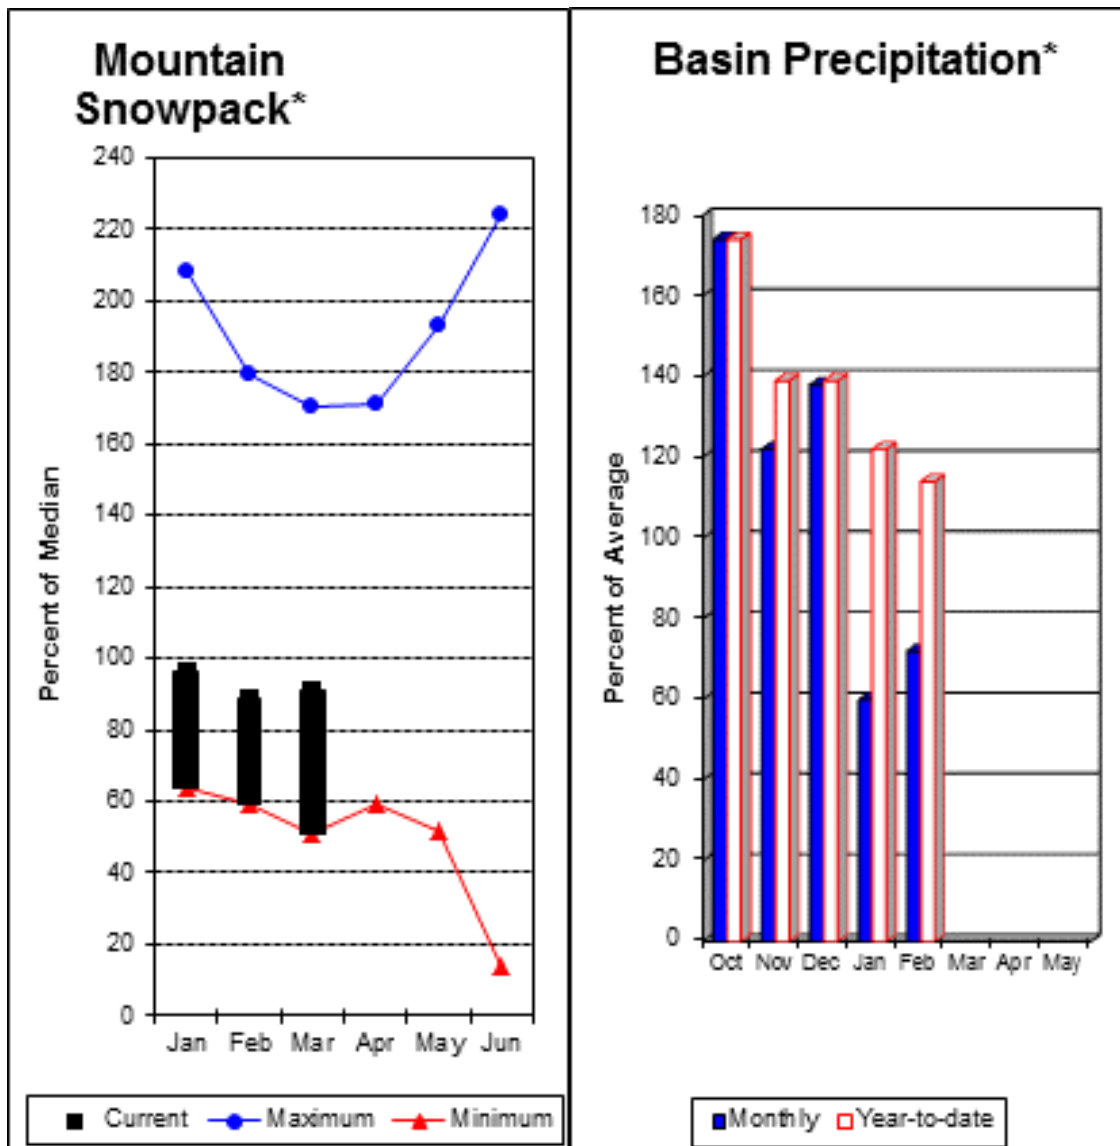 Mountain
Snowpack*
240
220
200
180
160
140
120
100
80
60
40
20
0
Percent of Median
Jan Feb Mar Apr May Jun
Current Maximum Minimum
Basin Precipitation*
180
160
140
120
100
80
60
40
20
0
Percent of Average
Oct Nov Dec Jan Feb Mar Apr May
Monthly Year-to-date